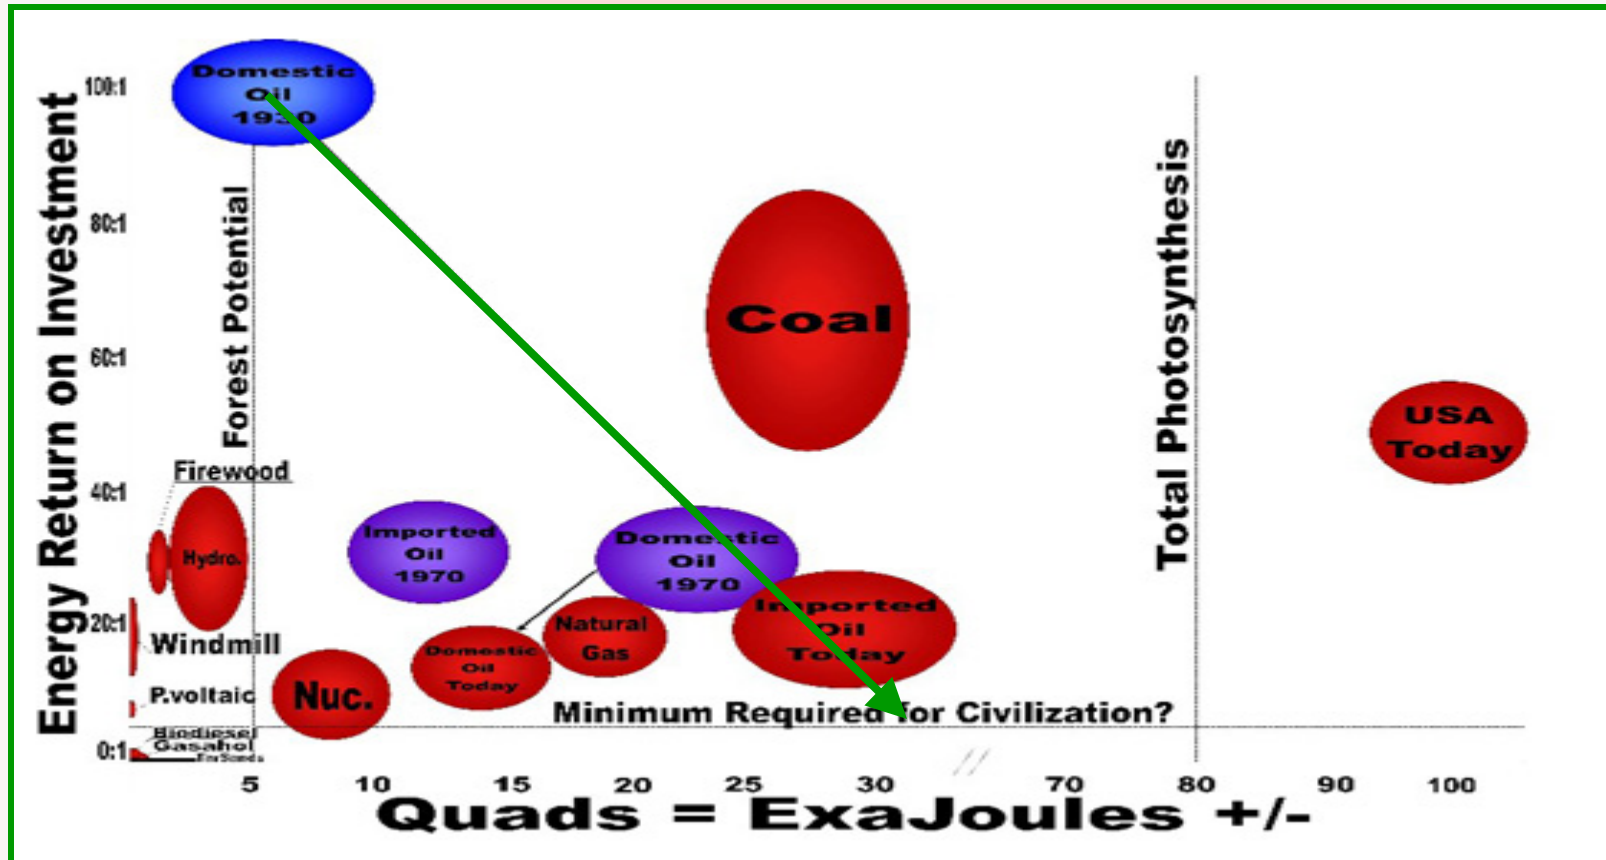 Energy Return on Investment
100:1
80:1
60:1
40:1
20:1
0:1
Domestic
Oil
1930
Forest Potential
Coal
Total Photosynthesis
USA
Today
Firewood
Hydro.
Imported
Oil
1970
Domestic
Oil
1970
Windmill
Natural
Gas
Imported
Oil
Today
Domestic
Oil
Today
P.voltaic
Nuc.
Minimum Required for Civilization?
Biodiesel
Gasahol
TarSands
5 10 15 20 25 30 // 70 80 90 100
Quads = ExaJoules +/-